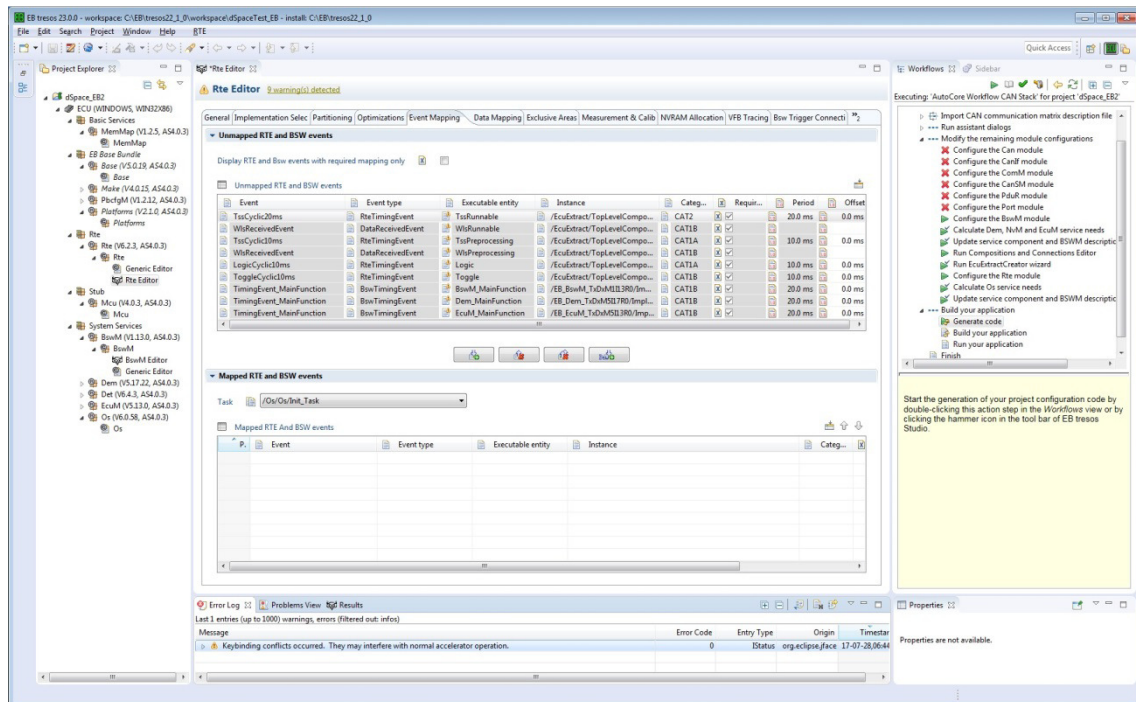 EB tresos 23.0.0 - workspace: C:\EB\tresos22_1_0\workspace\dSpaceTest_EB - install: C:\EB\tresos22_1_0
File Edit Search Project Window Help RTE
Quick Access
Project Explorer
dSpace_EB2
ECU (WINDOWS, WIN32X86)
Basic Services
MemMap (V1.2.5, AS4.0.3)
MemMap
EB Base Bundle
Base (V5.0.19, AS4.0.3)
Base
Make (V4.0.15, AS4.0.3)
PbcfgM (V1.2.12, AS4.0.3)
Platforms (V2.1.0, AS4.0.3)
Platforms
Rte
Rte (V6.2.3, AS4.0.3)
Rte
Generic Editor
Rte Editor
Stub
Mcu (V4.0.3, AS4.0.3)
Mcu
System Services
BswM (V1.13.0, AS4.0.3)
BswM
BswM Editor
Generic Editor
Dem (V5.17.22, AS4.0.3)
Det (V6.4.3, AS4.0.3)
EcuM (V5.13.0, AS4.0.3)
Os (V6.0.58, AS4.0.3)
Os
*Rte Editor
Rte Editor 9 warning(s) detected
General Implementation Selec Partitioning Optimizations Event Mapping Data Mapping Exclusive Areas Measurement & Calib NVRAM Allocation VFB Tracing Bsw Trigger Connecti »2
Unmapped RTE and BSW events
Display RTE and Bsw events with required mapping only
Unmapped RTE and BSW events
Event Event type Executable entity Instance Categ... Requir... Period Offset
TssCyclic20ms RteTimingEvent TssRunnable /EcuExtract/TopLevelCompo... CAT2 20.0 ms 0.0 ms
WlsReceivedEvent DataReceivedEvent WlsRunnable /EcuExtract/TopLevelCompo... CAT1B
TssCyclic10ms RteTimingEvent TssPreprocessing /EcuExtract/TopLevelCompo... CAT1A 10.0 ms 0.0 ms
WlsReceivedEvent DataReceivedEvent WlsPreprocessing /EcuExtract/TopLevelCompo... CAT1B
LogicCyclic10ms RteTimingEvent Logic /EcuExtract/TopLevelCompo... CAT1A 10.0 ms 0.0 ms
ToggleCyclic10ms RteTimingEvent Toggle /EcuExtract/TopLevelCompo... CAT1B 10.0 ms 0.0 ms
TimingEvent_MainFunction BswTimingEvent BswM_MainFunction /EB_BswM_TxDxM1I13R0/Im... CAT1B 20.0 ms 0.0 ms
TimingEvent_MainFunction BswTimingEvent Dem_MainFunction /EB_Dem_TxDxM5I17R0/Impl... CAT1B 20.0 ms 0.0 ms
TimingEvent_MainFunction BswTimingEvent EcuM_MainFunction /EB_EcuM_TxDxM5I13R0/Imp... CAT1B 20.0 ms 0.0 ms
Mapped RTE and BSW events
Task /Os/Os/Init_Task
Mapped RTE And BSW events
P. Event Event type Executable entity Instance Categ...
Error Log Problems View Results
Last 1 entries (up to 1000) warnings, errors (filtered out: infos)
Message Error Code Entry Type Origin Timestar
Keybinding conflicts occurred. They may interfere with normal accelerator operation. 0 IStatus org.eclipse.jface 17-07-28,06:44
Workflows Sidebar
Executing: 'AutoCore Workflow CAN Stack' for project 'dSpace_EB2'
Import CAN communication matrix description file
Run assistant dialogs
Modify the remaining module configurations
Configure the Can module
Configure the CanIf module
Configure the ComM module
Configure the CanSM module
Configure the PduR module
Configure the Port module
Configure the BswM module
Calculate Dem, NvM and EcuM service needs
Update service component and BSWM descriptic
Run Compositions and Connections Editor
Run EcuExtractCreator wizard
Configure the Rte module
Calculate Os service needs
Update service component and BSWM descriptic
Build your application
Generate code
Build your application
Run your application
Finish
Start the generation of your project configuration code by
double-clicking this action step in the Workflows view or by
clicking the hammer icon in the tool bar of EB tresos
Studio.
Properties
Properties are not available.